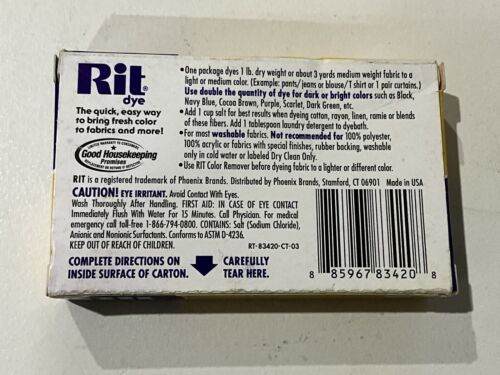 Rit®
dye
The quick, easy way
to bring fresh color
to fabrics and more!
LIMITED WARRANTY TO CONSUMERS
Good Housekeeping
Promises
• One package dyes 1 lb. dry weight or about 3 yards medium weight fabric to a
light or medium color. (Example: pants/jeans or blouse/T shirt or 1 pair curtains.)
Use double the quantity of dye for dark or bright colors such as Black,
Navy Blue, Cocoa Brown, Purple, Scarlet, Dark Green, etc.
• Add 1 cup salt for best results when dyeing cotton, rayon, linen, ramie or blends
of these fibers. Add 1 tablespoon laundry detergent to dyebath.
• For most washable fabrics. Not recommended for 100% polyester,
100% acrylic or fabrics with special finishes, rubber backing, washable
only in cold water or labeled Dry Clean Only.
• Use RIT Color Remover before dyeing fabric to a lighter or different color.
RIT is a registered trademark of Phoenix Brands. Distributed by Phoenix Brands, Stamford, CT 06901 Made in USA
CAUTION! EYE IRRITANT. Avoid Contact With Eyes.
Wash Thoroughly After Handling. FIRST AID: IN CASE OF EYE CONTACT
Immediately Flush With Water For 15 Minutes. Call Physician. For medical
emergency call toll-free 1-866-794-0800. CONTAINS: Salt (Sodium Chloride),
Anionic and Nonionic Surfactants. Conforms to ASTM D-4236.
KEEP OUT OF REACH OF CHILDREN.
RT-83420-CT-03
COMPLETE DIRECTIONS ON
INSIDE SURFACE OF CARTON.
CAREFULLY
TEAR HERE.
8 85967 83420 8